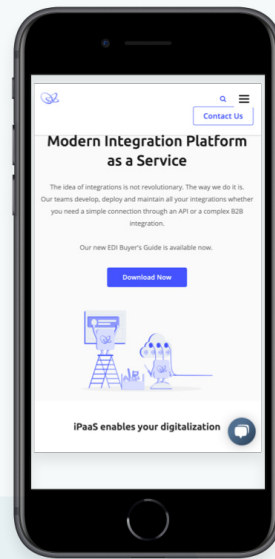 Contact Us
Modern Integration Platform
as a Service
The idea of integrations is not revolutionary. The way we do it is.
Our teams develop, deploy and maintain all your integrations whether
you need a simple connection through an API or a complex B2B
integration.
Our new EDI Buyer's Guide is available now.
Download Now
iPaaS enables your digitalization